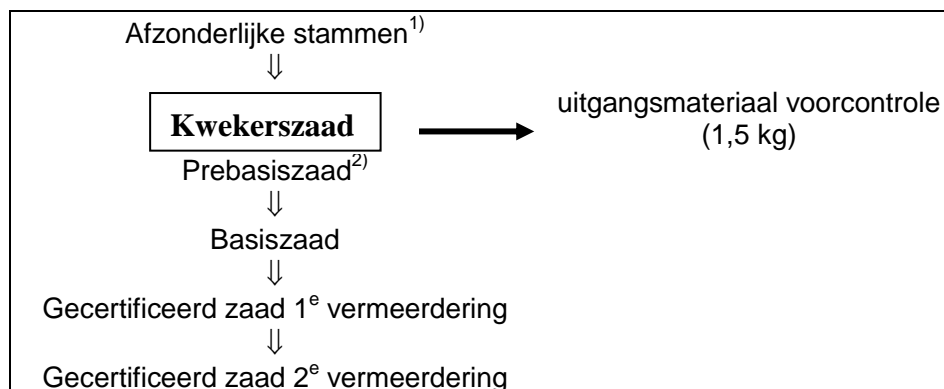 Afzonderlijke stammen1)
⇓
Kwekerszaad
uitgangsmateriaal voorcontrole
(1,5 kg)
Prebasiszaad2)
⇓
Basiszaad
⇓
Gecertificeerd zaad 1e vermeerdering
⇓
Gecertificeerd zaad 2e vermeerdering